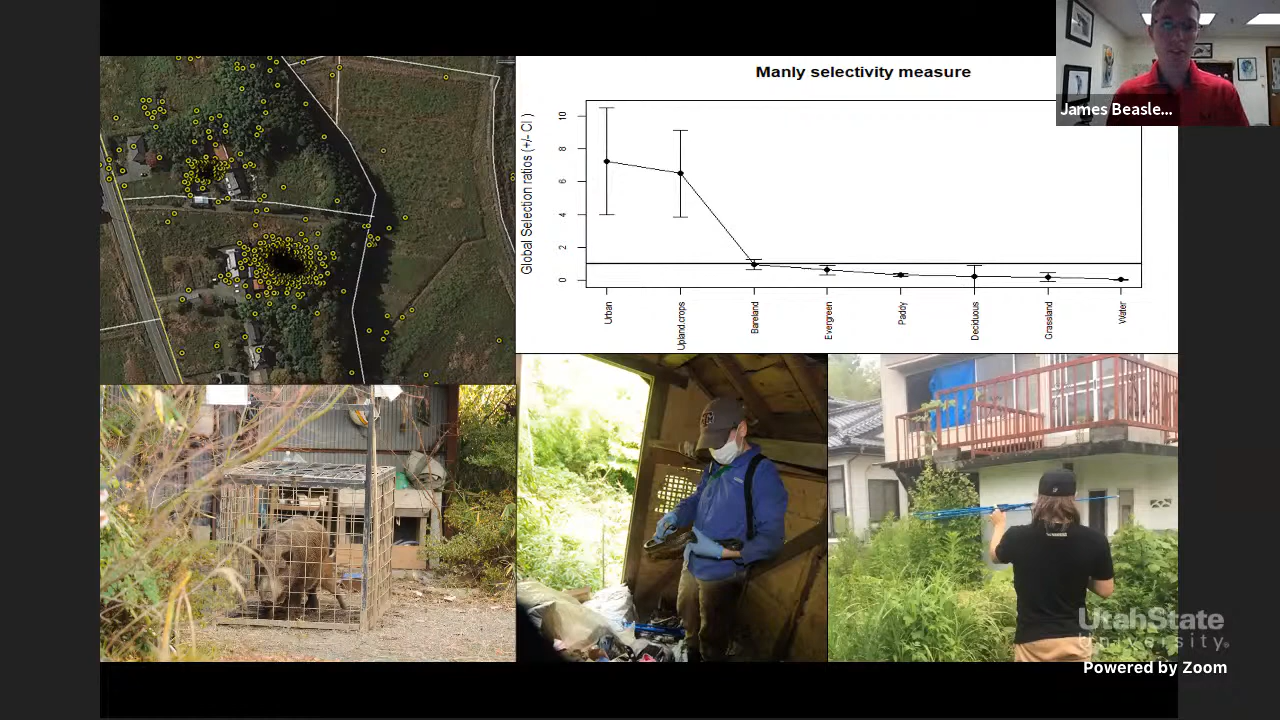 Manly selectivity measure
Global Selection ratios (+/- CI )
10
8
6
4
2
0
Urban
Upland.crops
Bareland
Evergreen
Paddy
Deciduous
Grassland
Water
James Beasle...
UtahState
University
Powered by Zoom